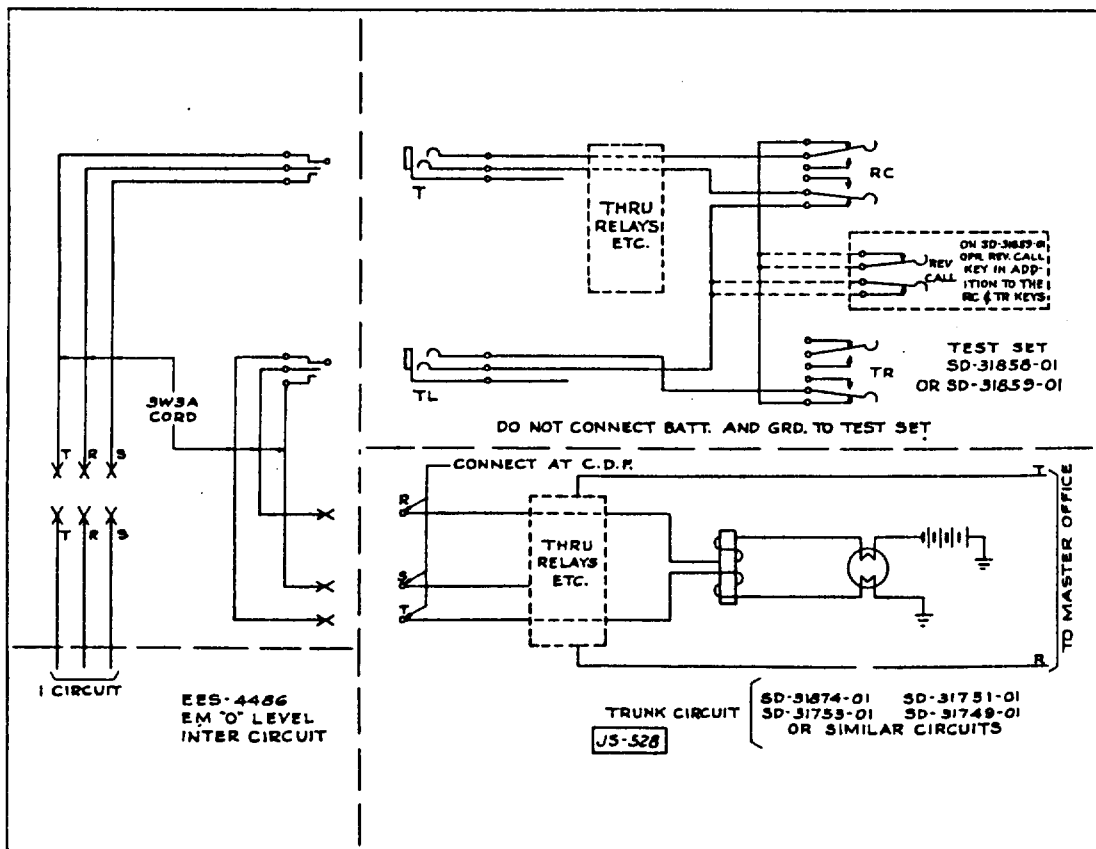 T
THRU
RELAYS
ETC.
RC
REV
CALL
ON SD-31859-01
OPR. REV. CALL
KEY IN ADD-
ITION TO THE
RC & TR KEYS
TL
TR
TEST SET
SD-31858-01
OR SD-31859-01
DO NOT CONNECT BATT. AND GRD. TO TEST SET
3W3A
CORD
T R S
T R S
1 CIRCUIT
EES-4486
EM "O" LEVEL
INTER CIRCUIT
CONNECT AT C.D.F.
R
S
T
THRU
RELAYS
ETC.
T
R
TO MASTER OFFICE
TRUNK CIRCUIT
JS-528
SD-31874-01 SD-31751-01
SD-31753-01 SD-31749-01
OR SIMILAR CIRCUITS